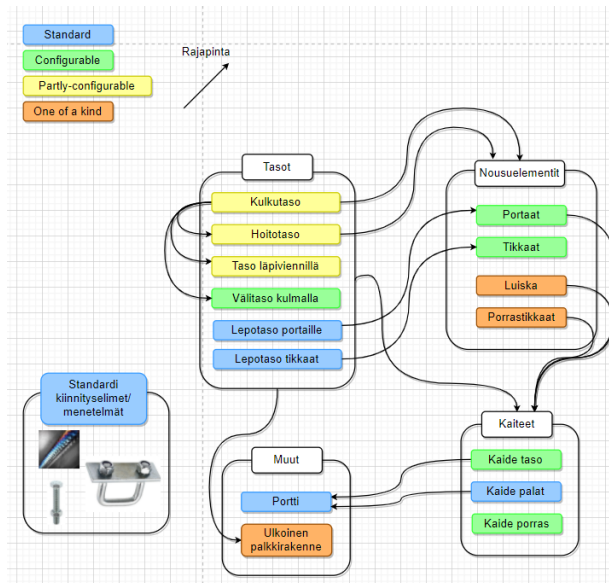 Standard
Configurable
Partly-configurable
One of a kind
Rajapinta
Tasot
Kulkutaso
Hoitotaso
Taso läpiviennillä
Välitaso kulmalla
Lepotaso portaille
Lepotaso tikkaat
Nousuelementit
Portaat
Tikkaat
Luiska
Porrastikkaat
Standardi
kiinnityselimet/
menetelmät
Muut
Portti
Ulkoinen
palkkirakenne
Kaiteet
Kaide taso
Kaide palat
Kaide porras